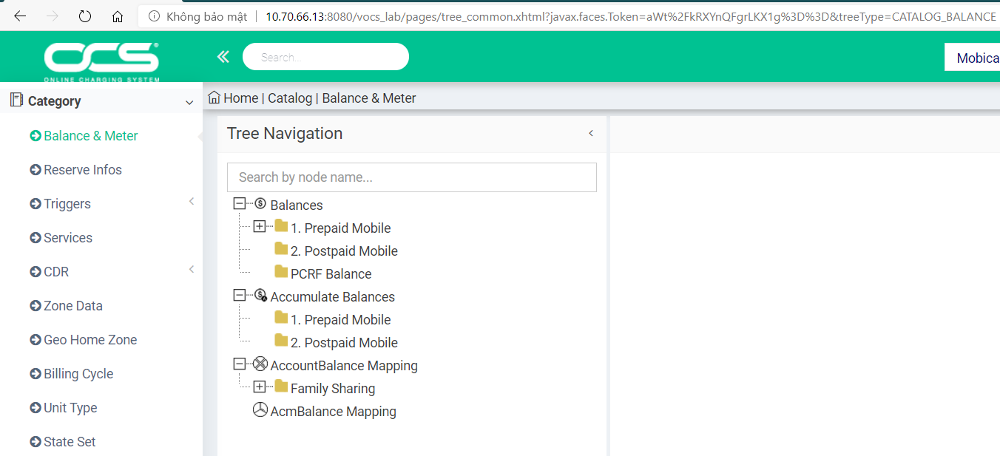 Không bảo mật
10.70.66.13:8080/vocs_lab/pages/tree_common.xhtml?javax.faces.Token=aWt%2FkRXYnQFgrLKX1g%3D%3D&treeType=CATALOG_BALANCE
OCS®
ONLINE CHARGING SYSTEM
Search...
Mobica
Category
Balance & Meter
Reserve Infos
Triggers
Services
CDR
Zone Data
Geo Home Zone
Billing Cycle
Unit Type
State Set
Home | Catalog | Balance & Meter
Tree Navigation
Search by node name...
Balances
1. Prepaid Mobile
2. Postpaid Mobile
PCRF Balance
Accumulate Balances
1. Prepaid Mobile
2. Postpaid Mobile
AccountBalance Mapping
Family Sharing
AcmBalance Mapping